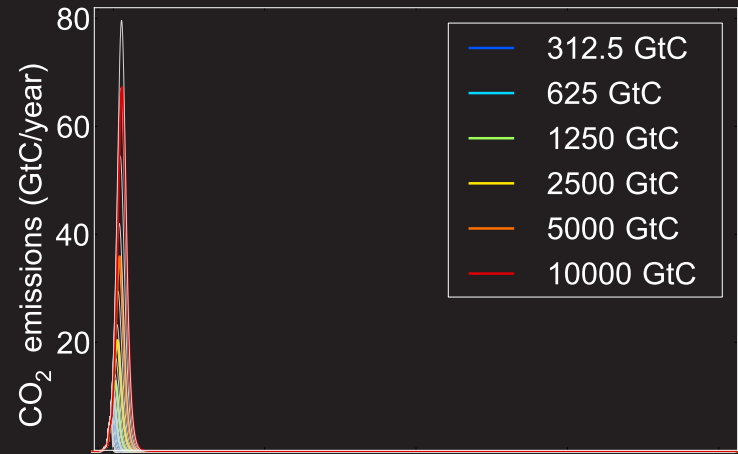 80
60
40
20
CO₂ emissions (GtC/year)
312.5 GtC
625 GtC
1250 GtC
2500 GtC
5000 GtC
10000 GtC